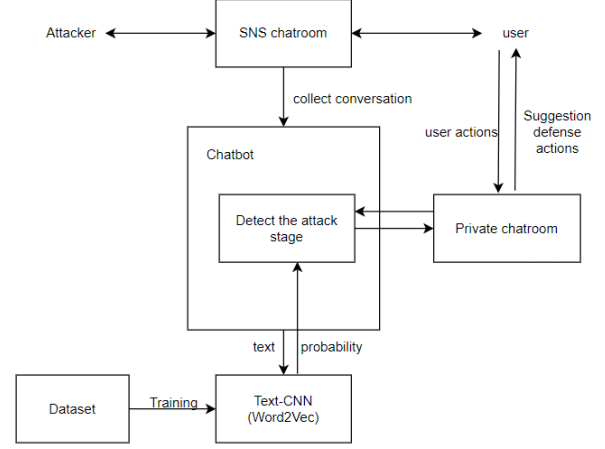 Attacker
SNS chatroom
user
collect conversation
Suggestion
defense
actions
user actions
Chatbot
Detect the attack
stage
Private chatroom
text
probability
Dataset
Training
Text-CNN
(Word2Vec)